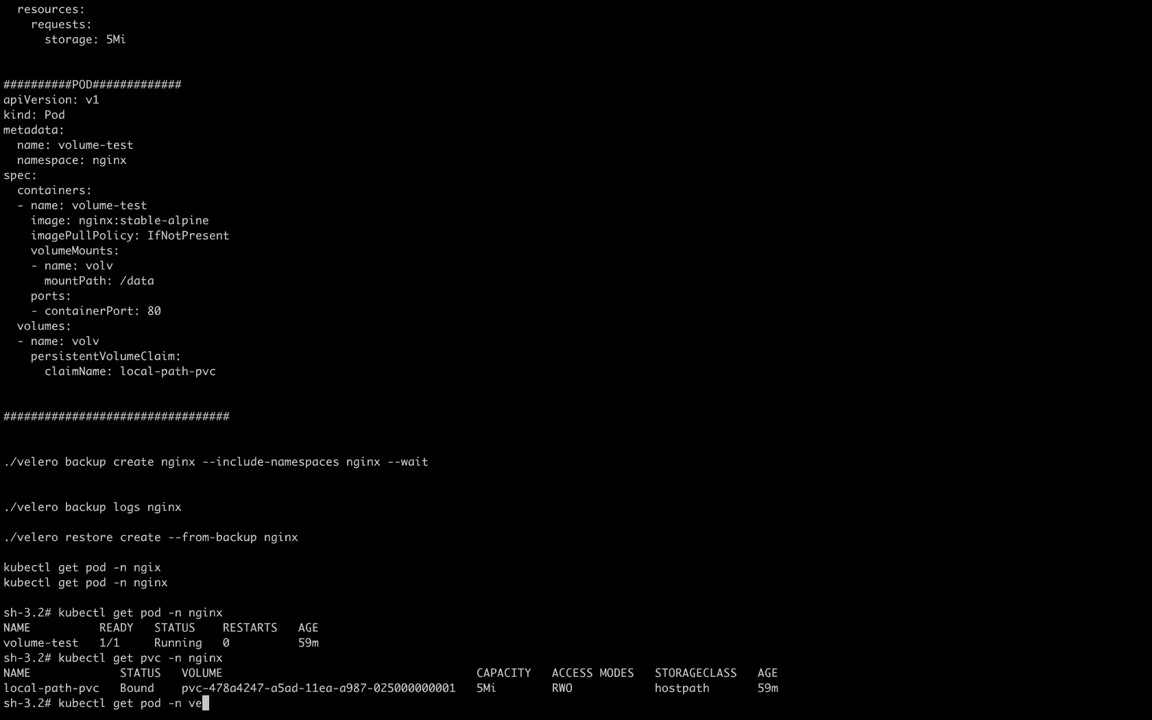 resources:
requests:
storage: 5Mi
##########POD#############
apiVersion: v1
kind: Pod
metadata:
name: volume-test
namespace: nginx
spec:
containers:
- name: volume-test
image: nginx:stable-alpine
imagePullPolicy: IfNotPresent
volumeMounts:
- name: volv
mountPath: /data
ports:
- containerPort: 80
volumes:
- name: volv
persistentVolumeClaim:
claimName: local-path-pvc
#################################
./velero backup create nginx --include-namespaces nginx --wait
./velero backup logs nginx
./velero restore create --from-backup nginx
kubectl get pod -n ngix
kubectl get pod -n nginx
sh-3.2# kubectl get pod -n nginx
NAME READY STATUS RESTARTS AGE
volume-test 1/1 Running 0 59m
sh-3.2# kubectl get pvc -n nginx
NAME STATUS VOLUME CAPACITY ACCESS MODES STORAGECLASS AGE
local-path-pvc Bound pvc-478a4247-a5ad-11ea-a987-025000000001 5Mi RWO hostpath 59m
sh-3.2# kubectl get pod -n ve